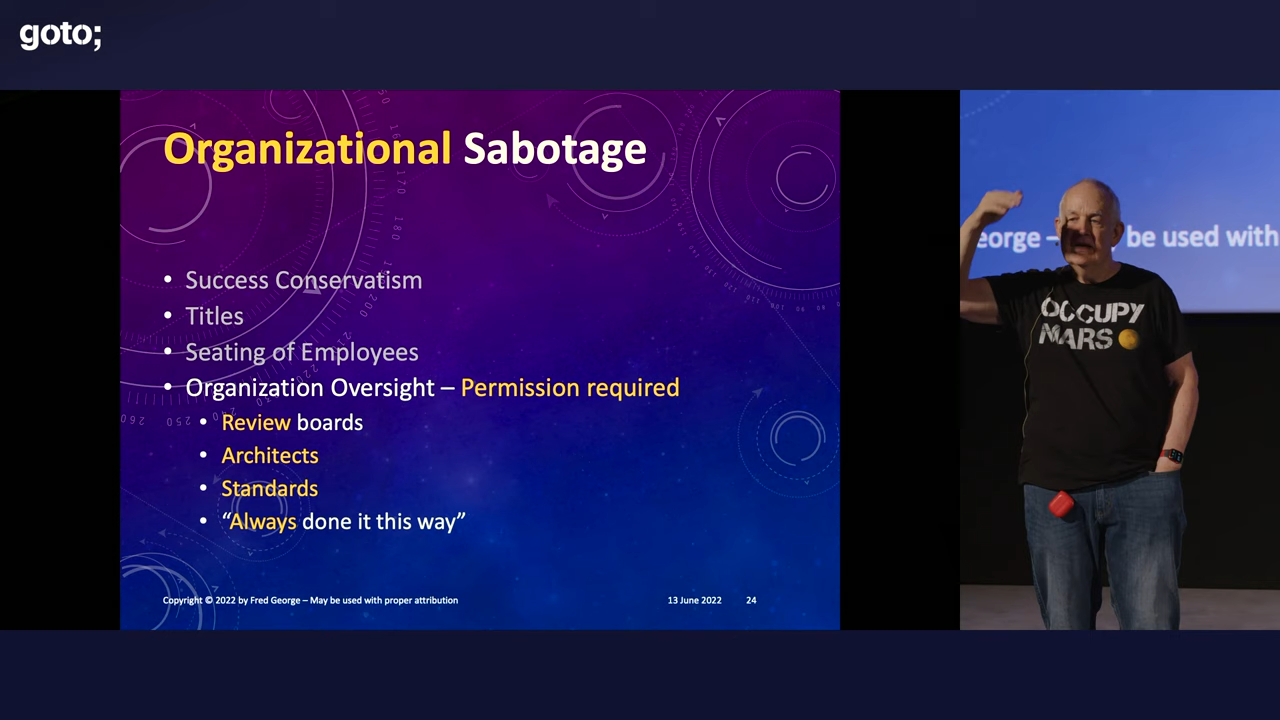 goto;
Organizational Sabotage
• Success Conservatism
• Titles
• Seating of Employees
• Organization Oversight – Permission required
• Review boards
• Architects
• Standards
• “Always done it this way”
Copyright © 2022 by Fred George – May be used with proper attribution
13 June 2022
24
eorge – be used with
OCCUPY
MARS